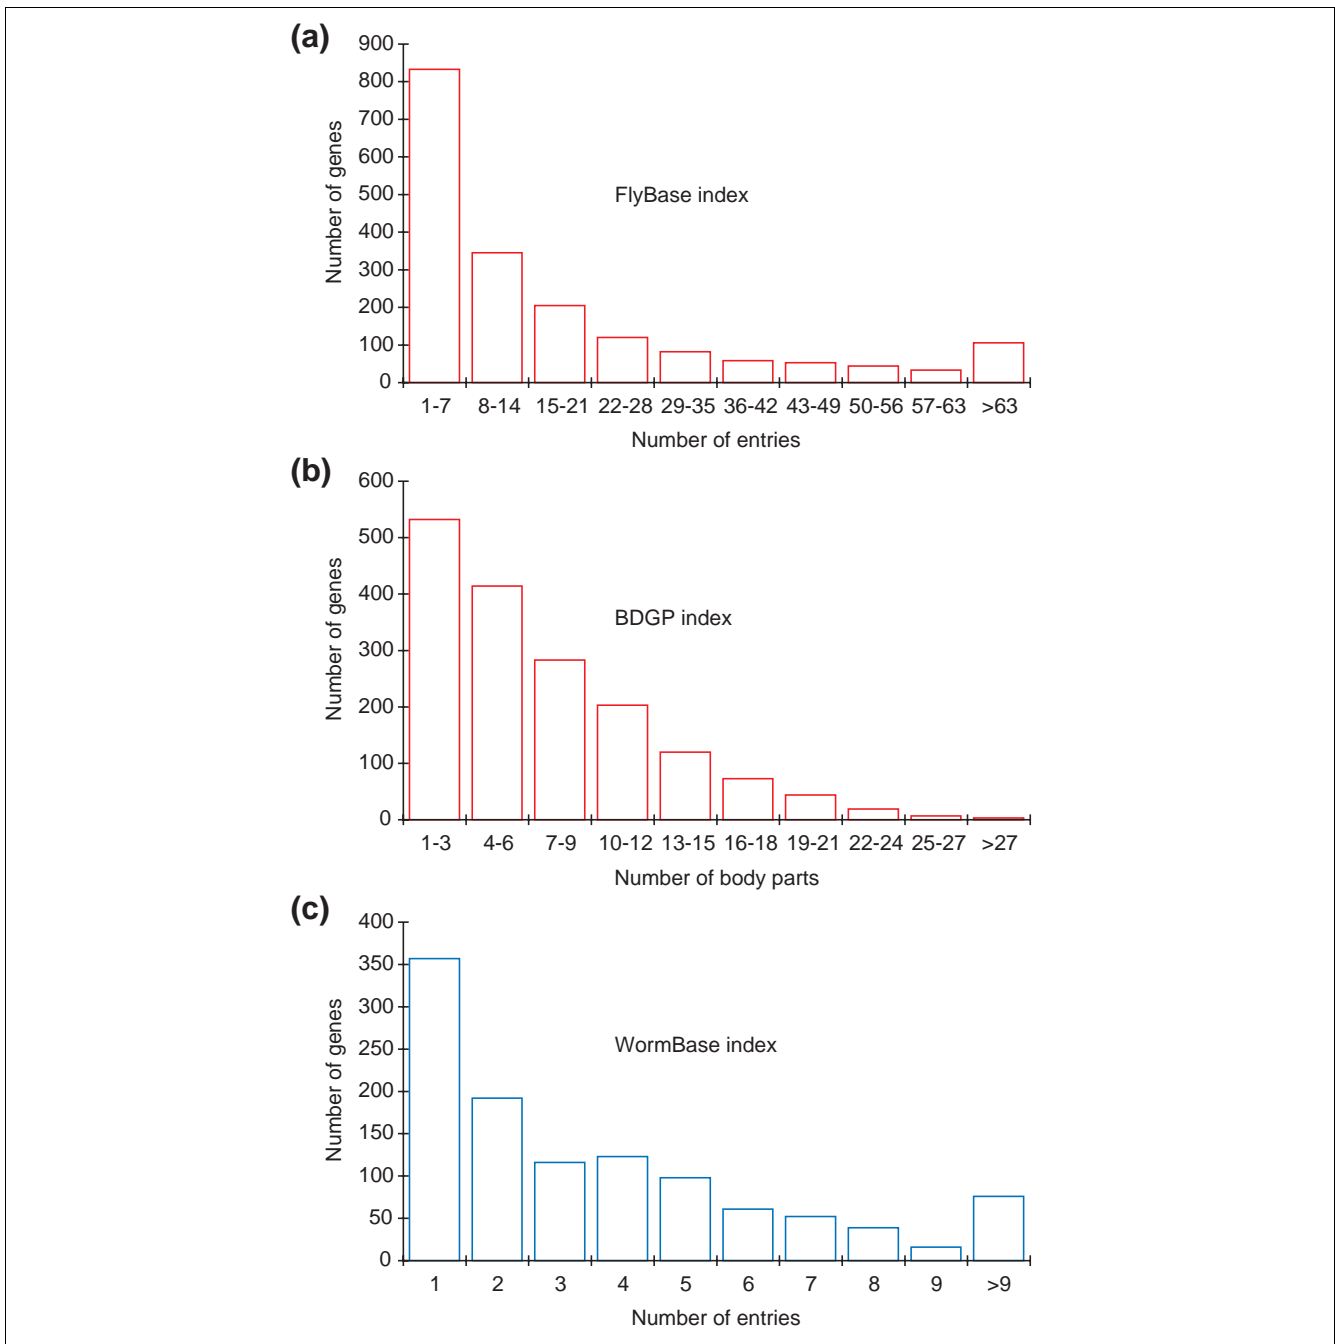 (a)
900
800
700
600
500
400
300
200
100
0
Number of genes
FlyBase index
1-7 8-14 15-21 22-28 29-35 36-42 43-49 50-56 57-63 >63
Number of entries
(b)
600
500
400
300
200
100
0
Number of genes
BDGP index
1-3 4-6 7-9 10-12 13-15 16-18 19-21 22-24 25-27 >27
Number of body parts
(c)
400
350
300
250
200
150
100
50
0
Number of genes
WormBase index
1 2 3 4 5 6 7 8 9 >9
Number of entries